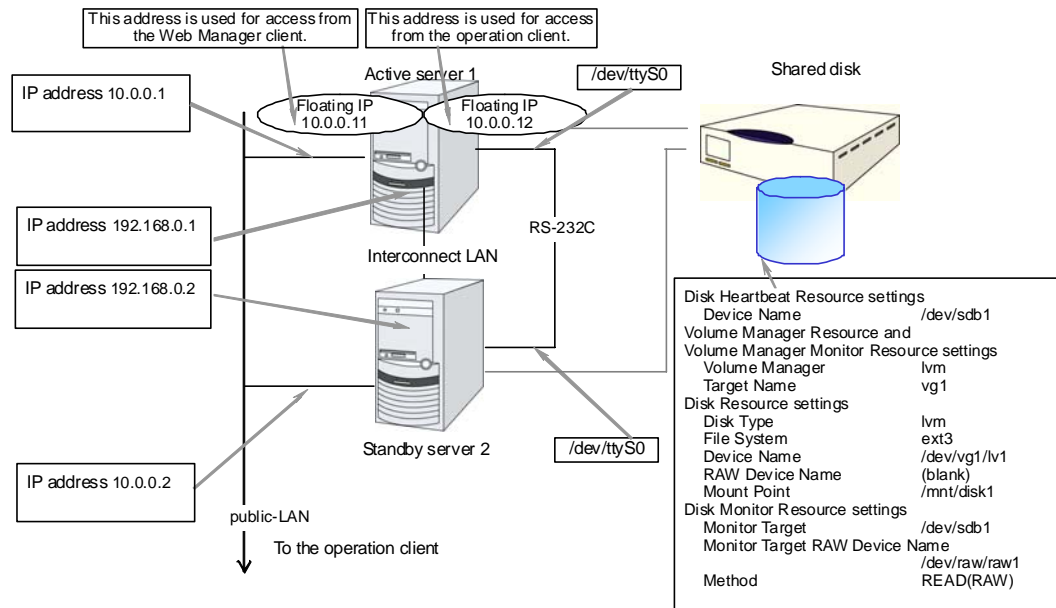 This address is used for access from
the Web Manager client.
This address is used for access
from the operation client.
Active server 1
/dev/ttyS0
Shared disk
IP address 10.0.0.1
Floating IP
10.0.0.11
Floating IP
10.0.0.12
IP address 192.168.0.1
RS-232C
Interconnect LAN
IP address 192.168.0.2
Standby server 2
/dev/ttyS0
IP address 10.0.0.2
public-LAN
To the operation client
Disk Heartbeat Resource settings
Device Name /dev/sdb1
Volume Manager Resource and
Volume Manager Monitor Resource settings
Volume Manager lvm
Target Name vg1
Disk Resource settings
Disk Type lvm
File System ext3
Device Name /dev/vg1/lv1
RAW Device Name (blank)
Mount Point /mnt/disk1
Disk Monitor Resource settings
Monitor Target /dev/sdb1
Monitor Target RAW Device Name
/dev/raw/raw1
Method READ(RAW)